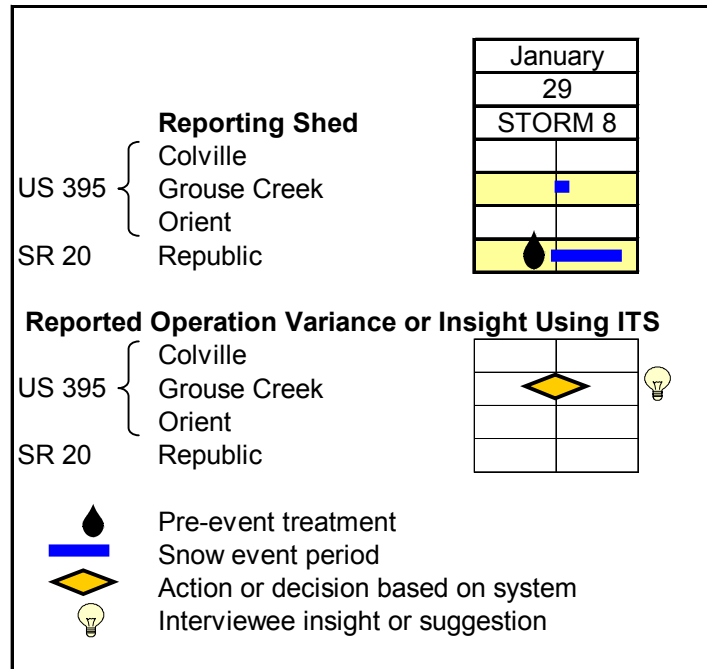 January
29
Reporting Shed STORM 8
Colville
US 395 Grouse Creek
Orient
SR 20 Republic
Reported Operation Variance or Insight Using ITS
Colville
US 395 Grouse Creek
Orient
SR 20 Republic
Pre-event treatment
Snow event period
Action or decision based on system
Interviewee insight or suggestion